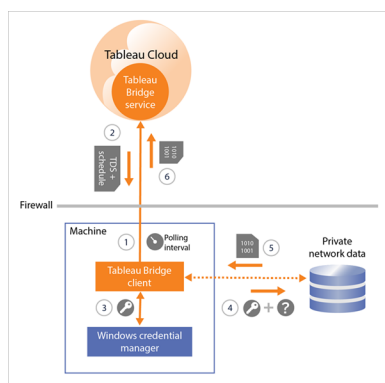 Tableau Cloud
Tableau
Bridge
service
2
TDS +
schedule
1010
1001
6
Firewall
Machine
1
Polling
interval
1010
1001
5
Private
network data
Tableau Bridge
client
3
4
+
?
Windows credential
manager